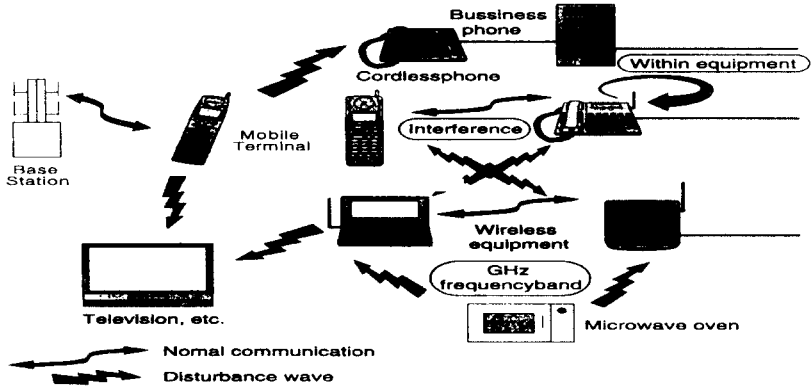 Bussiness
phone
Within equipment
Cordlessphone
Mobile
Terminal
Interference
Base
Station
Wireless
equipment
GHz
frequencyband
Television, etc.
Microwave oven
Nomal communication
Disturbance wave